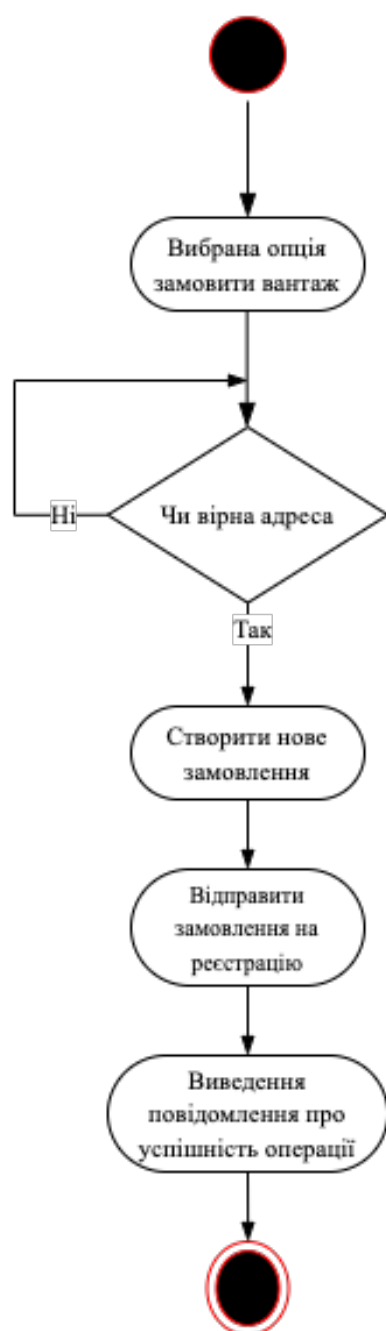 Вибрана опція
замовити вантаж
Чи вірна адреса
Ні
Так
Створити нове
замовлення
Відправити
замовлення на
реєстрацію
Виведення
повідомлення про
успішність операції